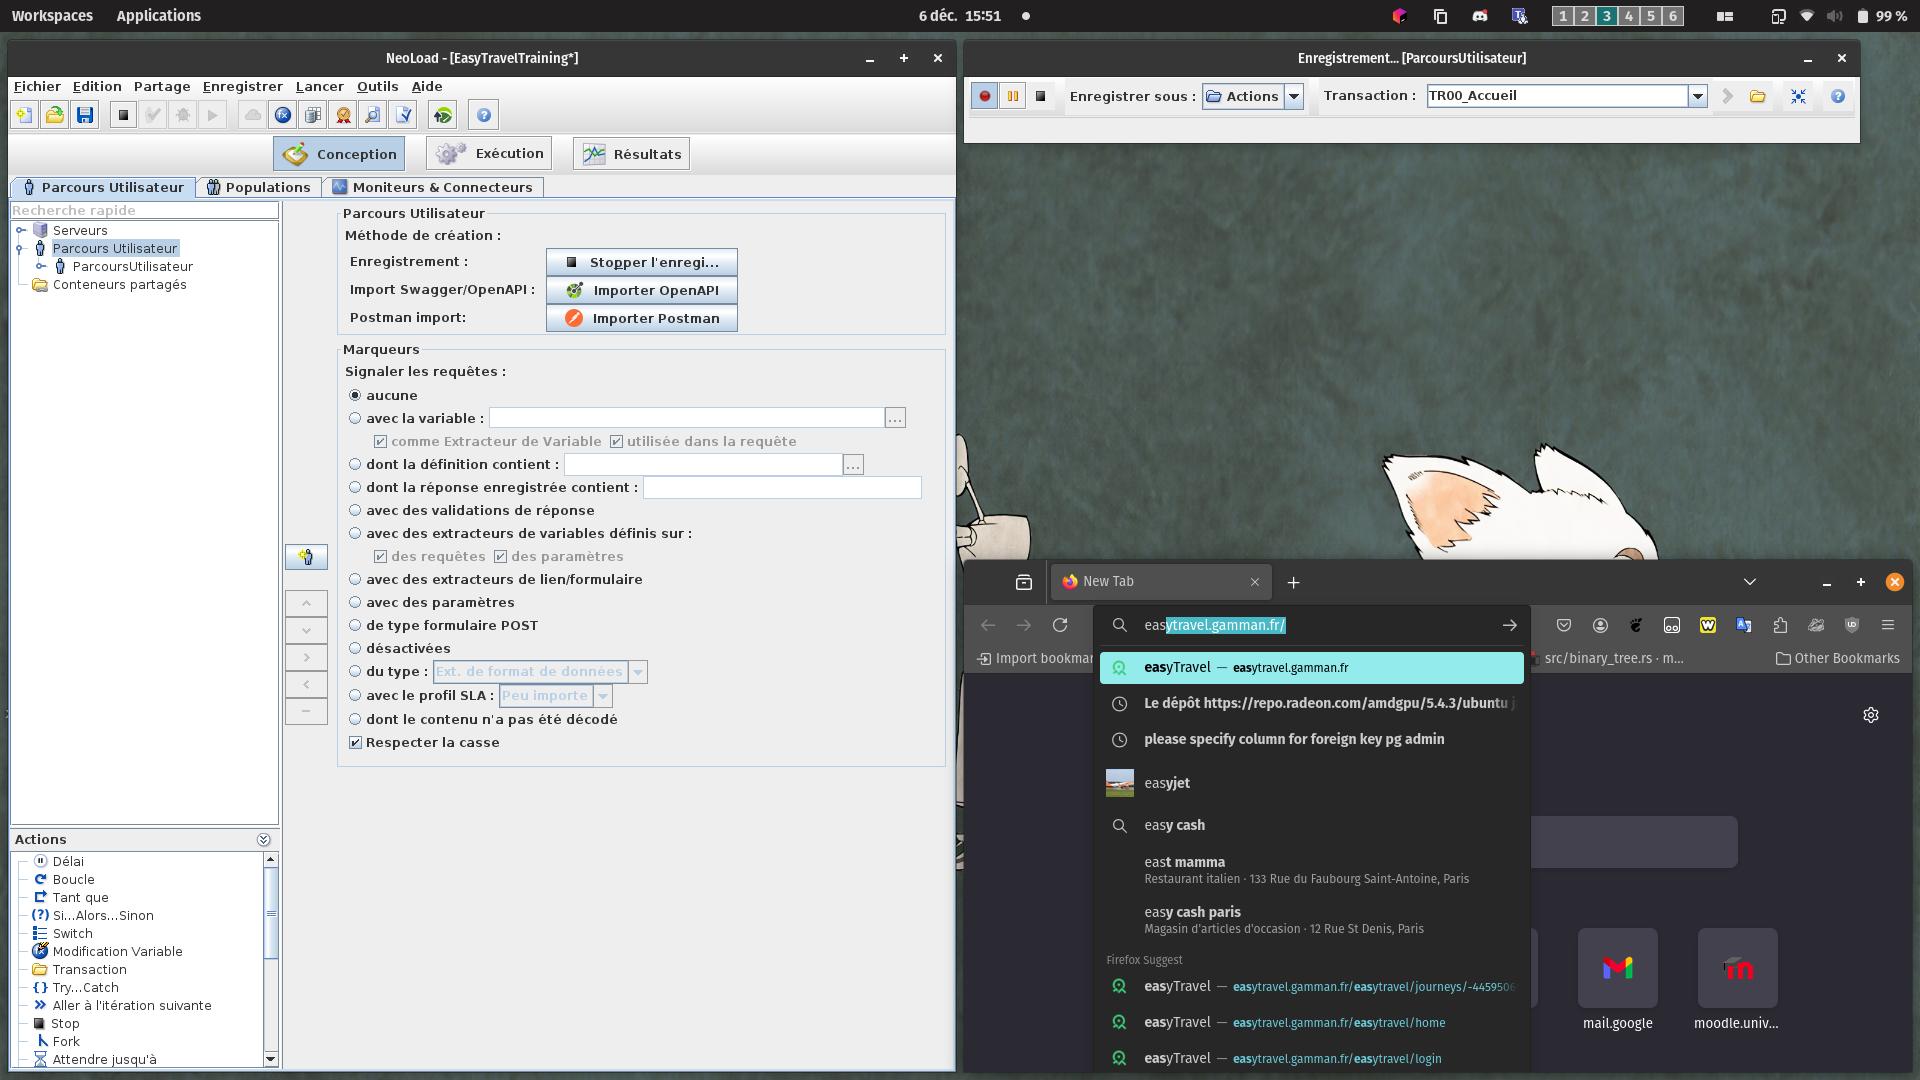 Workspaces
Applications
6 déc. 15:51
1 2 3 4 5 6
99 %
NeoLoad - [EasyTravelTraining*]
Fichier Edition Partage Enregistrer Lancer Outils Aide
Conception
Exécution
Résultats
Parcours Utilisateur
Populations
Moniteurs & Connecteurs
Recherche rapide
Serveurs
Parcours Utilisateur
ParcoursUtilisateur
Conteneurs partagés
Parcours Utilisateur
Méthode de création :
Enregistrement :
Stopper l'enregi...
Import Swagger/OpenAPI :
Importer OpenAPI
Postman import:
Importer Postman
Marqueurs
Signaler les requêtes :
aucune
avec la variable :
...
comme Extracteur de Variable
utilisée dans la requête
dont la définition contient :
...
dont la réponse enregistrée contient :
avec des validations de réponse
avec des extracteurs de variables définis sur :
des requêtes
des paramètres
avec des extracteurs de lien/formulaire
avec des paramètres
de type formulaire POST
désactivées
du type :
Ext. de format de données
avec le profil SLA :
Peu importe
dont le contenu n'a pas été décodé
Respecter la casse
Actions
Délai
Boucle
Tant que
Si...Alors...Sinon
Switch
Modification Variable
Transaction
Try...Catch
Aller à l'itération suivante
Stop
Fork
Attendre jusqu'à
Enregistrement... [ParcoursUtilisateur]
Enregistrer sous :
Actions
Transaction :
TR00_Accueil
New Tab
easytravel.gamman.fr/
Import bookmar
src/binary_tree.rs · m...
Other Bookmarks
easyTravel — easytravel.gamman.fr
Le dépôt https://repo.radeon.com/amdgpu/5.4.3/ubuntu j
please specify column for foreign key pg admin
easyjet
easy cash
east mamma
Restaurant italien · 133 Rue du Faubourg Saint-Antoine, Paris
easy cash paris
Magasin d'articles d'occasion · 12 Rue St Denis, Paris
Firefox Suggest
easyTravel — easytravel.gamman.fr/easytravel/journeys/-4459506
easyTravel — easytravel.gamman.fr/easytravel/home
easyTravel — easytravel.gamman.fr/easytravel/login
mail.google
moodle.univ...